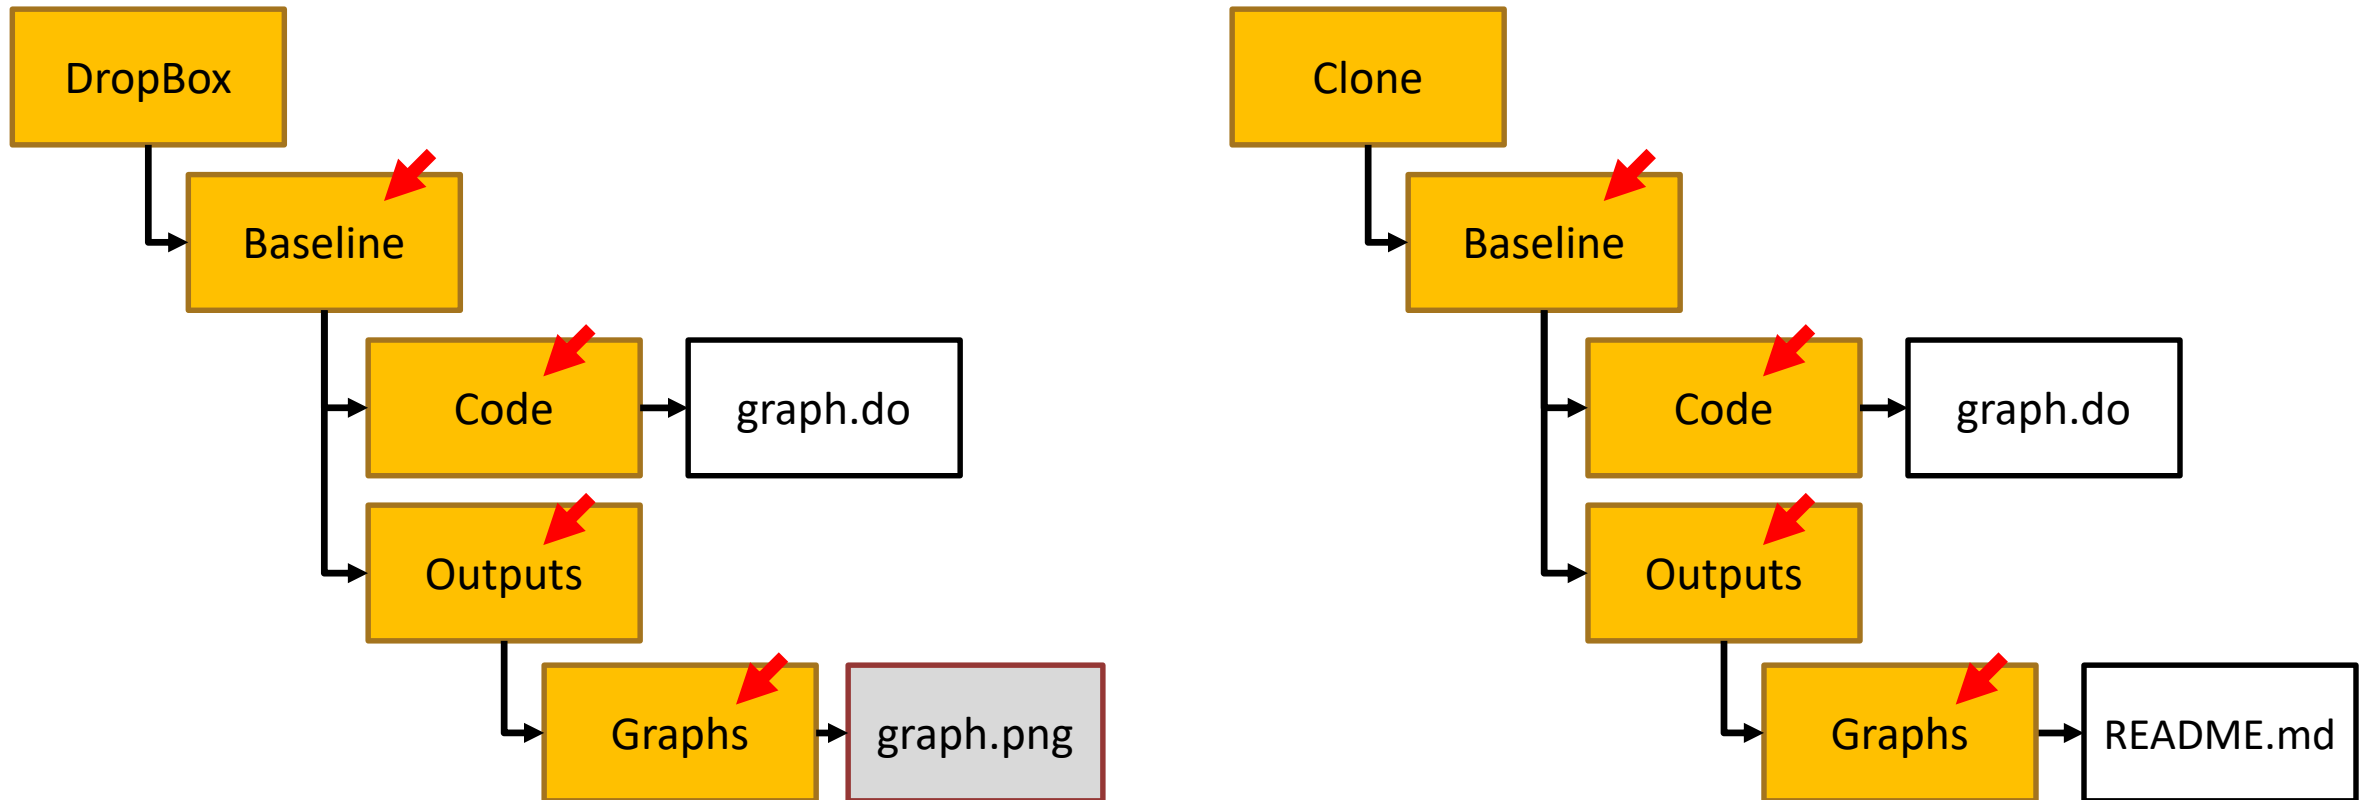 DropBox
Baseline
Code
graph.do
Outputs
Graphs
graph.png
Clone
Baseline
Code
graph.do
Outputs
Graphs
README.md